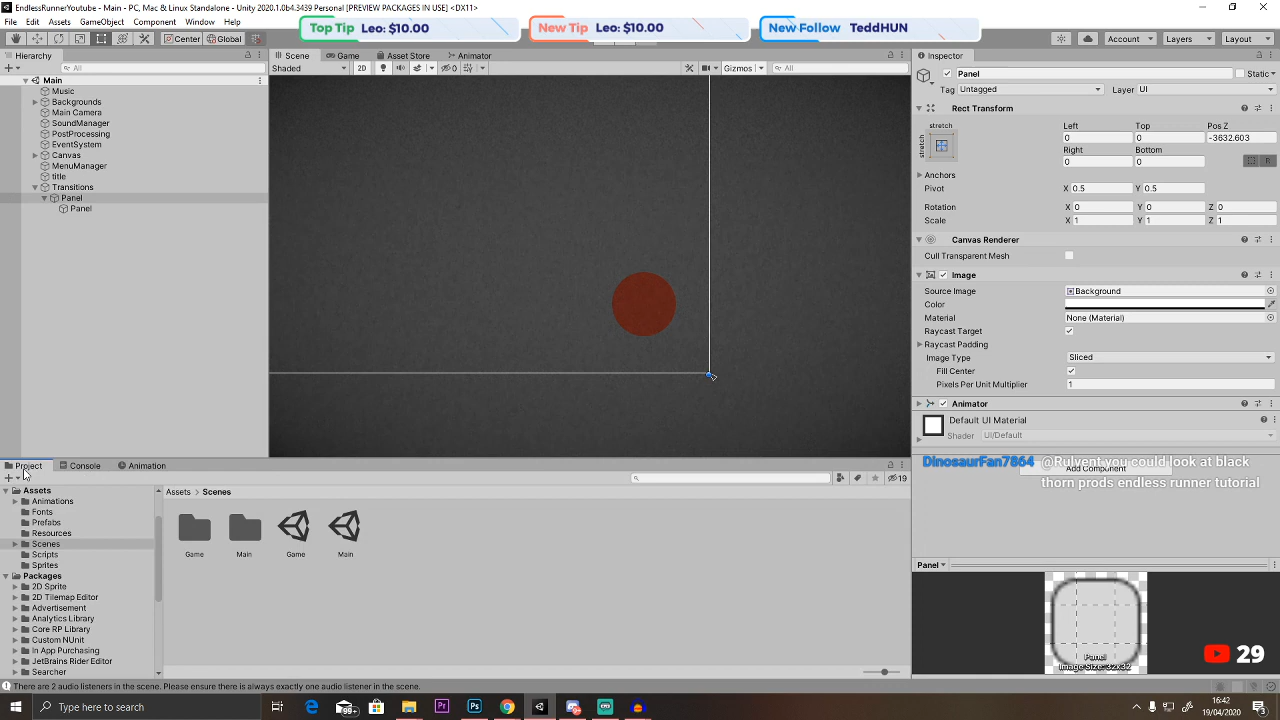 EndlessRunner - Main - PC, Mac & Linux Standalone - Unity 2020.1.0b4.3439 Personal [PREVIEW PACKAGES IN USE] <DX11>
Top Tip Leo: $10.00
New Tip Leo: $10.00
New Follow TeddHUN
Center Global
Account Layers Layout
Hierarchy
All
Main
Music
Backgrounds
Main Camera
SoundManager
PostProcessing
EventSystem
Canvas
MenuManager
title
Transitions
Panel
Panel
Scene Game Asset Store Animator
Shaded 2D 0 Gizmos All
Inspector
Panel Static
Tag Untagged Layer UI
Rect Transform
stretch Left Top Pos Z
stretch 0 0 -3632.603
Right Bottom
0 0 R
Anchors
Pivot X 0.5 Y 0.5
Rotation X 0 Y 0 Z 0
Scale X 1 Y 1 Z 1
Canvas Renderer
Cull Transparent Mesh
Image
Source Image Background
Color
Material None (Material)
Raycast Target
Raycast Padding
Image Type Sliced
Fill Center
Pixels Per Unit Multiplier 1
Animator
Default UI Material
Shader UI/Default
Add Component
DinosaurFan7864 @Rulvent you could look at black
thorn prods endless runner tutorial
Panel
Panel
Image Size: 32x32
29
Project Console Animation
19
Assets
Animations
Fonts
Prefabs
Resources
Scenes
Scripts
Sprites
Packages
2D Sprite
2D Tilemap Editor
Advertisement
Analytics Library
Core RP Library
Custom NUnit
In App Purchasing
JetBrains Rider Editor
Searcher
Assets > Scenes
Game Main Game Main
There are 2 audio listeners in the scene. Please ensure there is always exactly one audio listener in the scene.
Type here to search
99+
16:42
19/04/2020